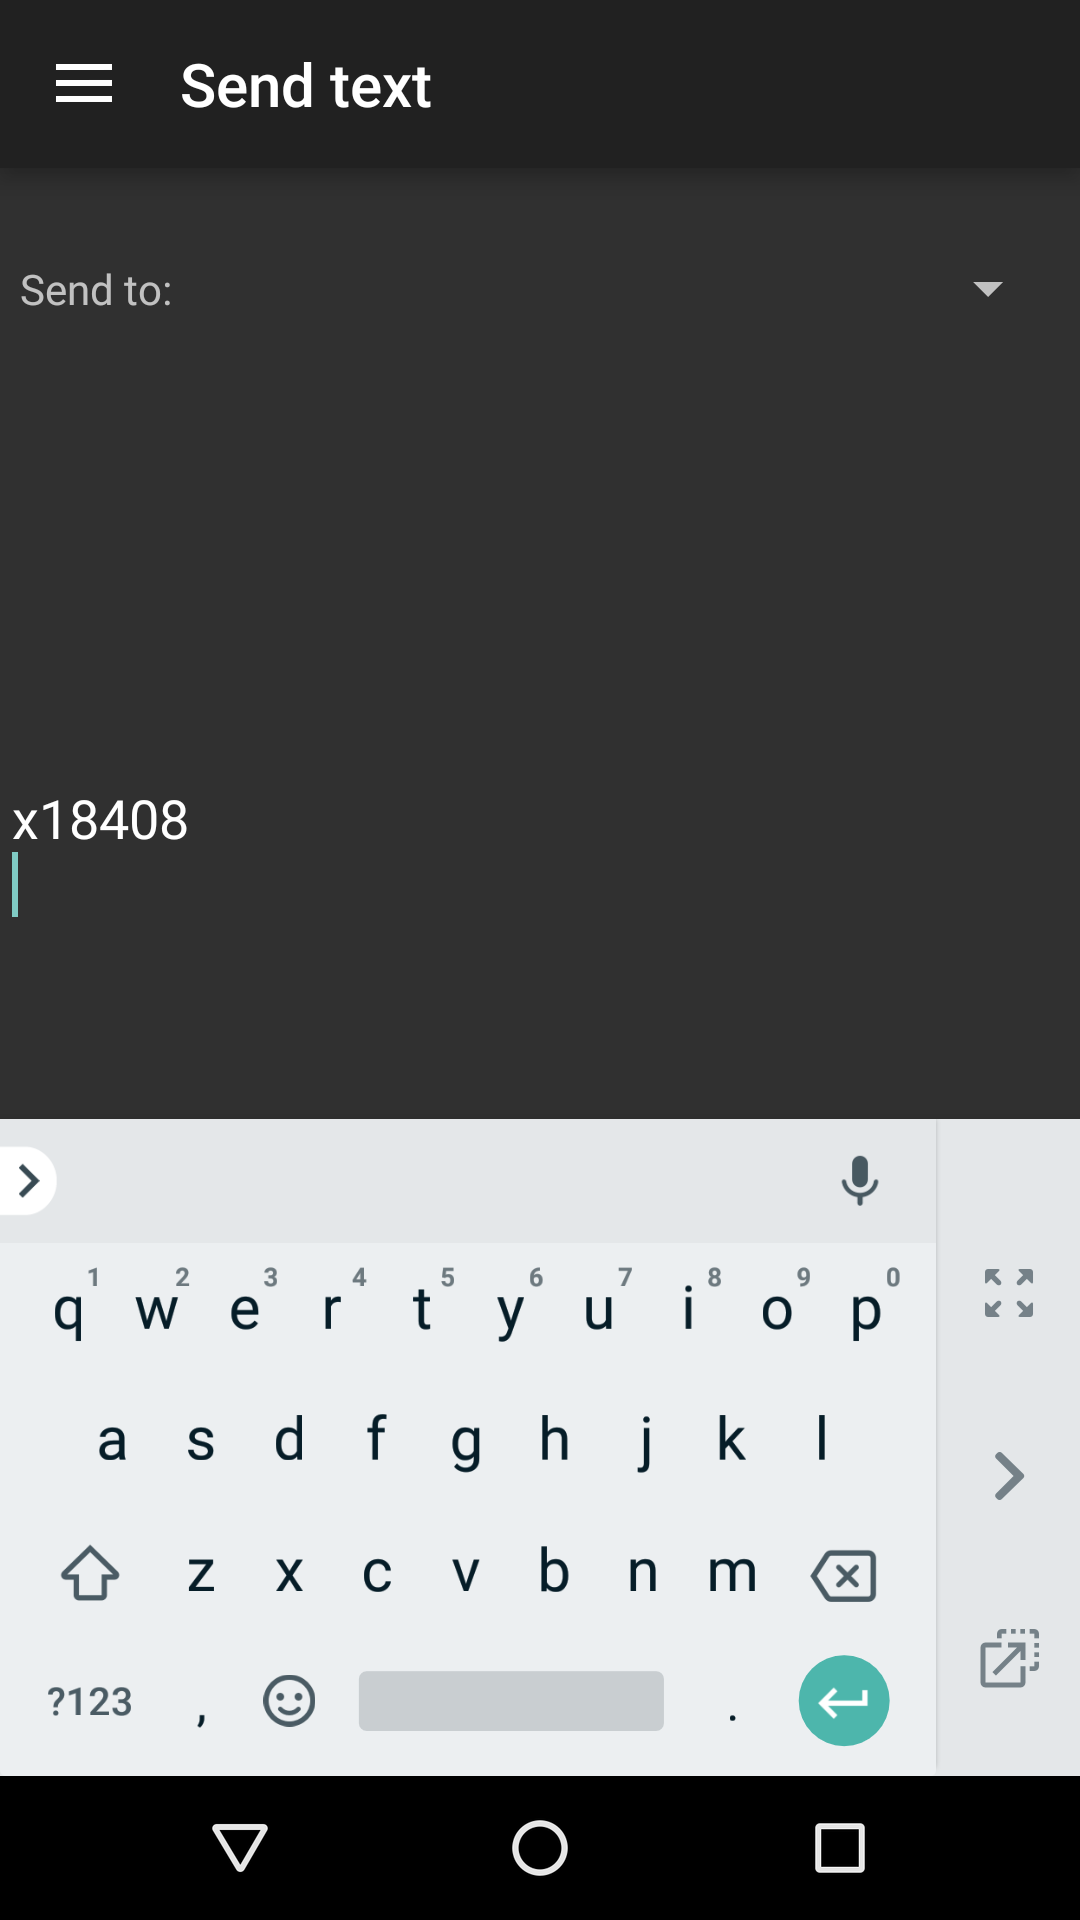 Send text
Send to:
x18408
1 2 3 4 5 6 7 8 9 0
q w e r t y u i o p
a s d f g h j k l
z x c v b n m
?123 , .